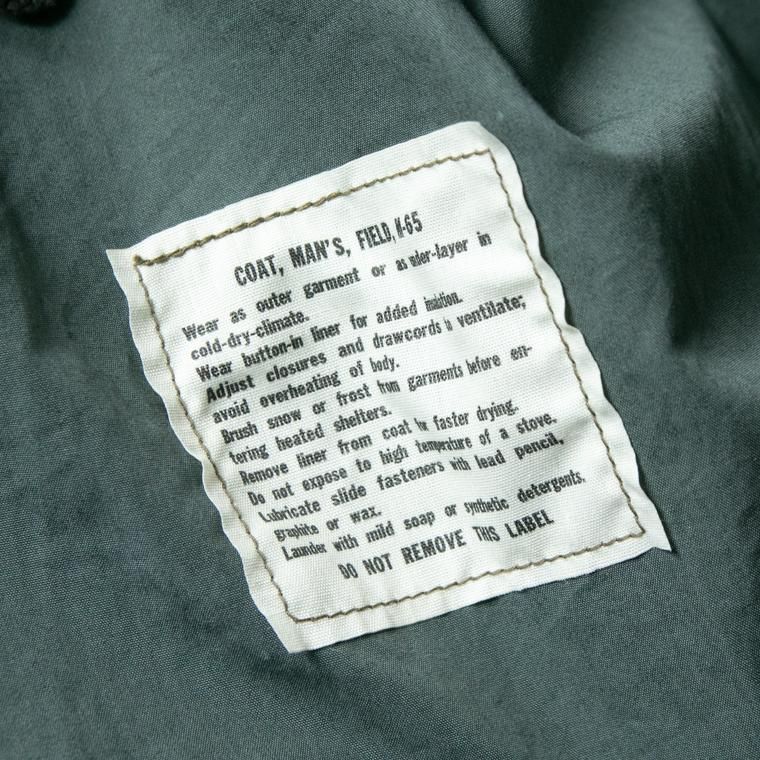 COAT, MAN'S, FIELD, M-65
Wear as outer garment or as under-layer in
cold-dry-climate.
Wear button-in liner for added insulation.
Adjust closures and drawcords to ventilate;
avoid overheating of body.
Brush snow or frost from garments before en-
tering heated shelters.
Remove liner from coat for faster drying.
Do not expose to high temperature of a stove.
Lubricate slide fasteners with lead pencil,
graphite or wax.
Launder with mild soap or synthetic detergents.
DO NOT REMOVE THIS LABEL